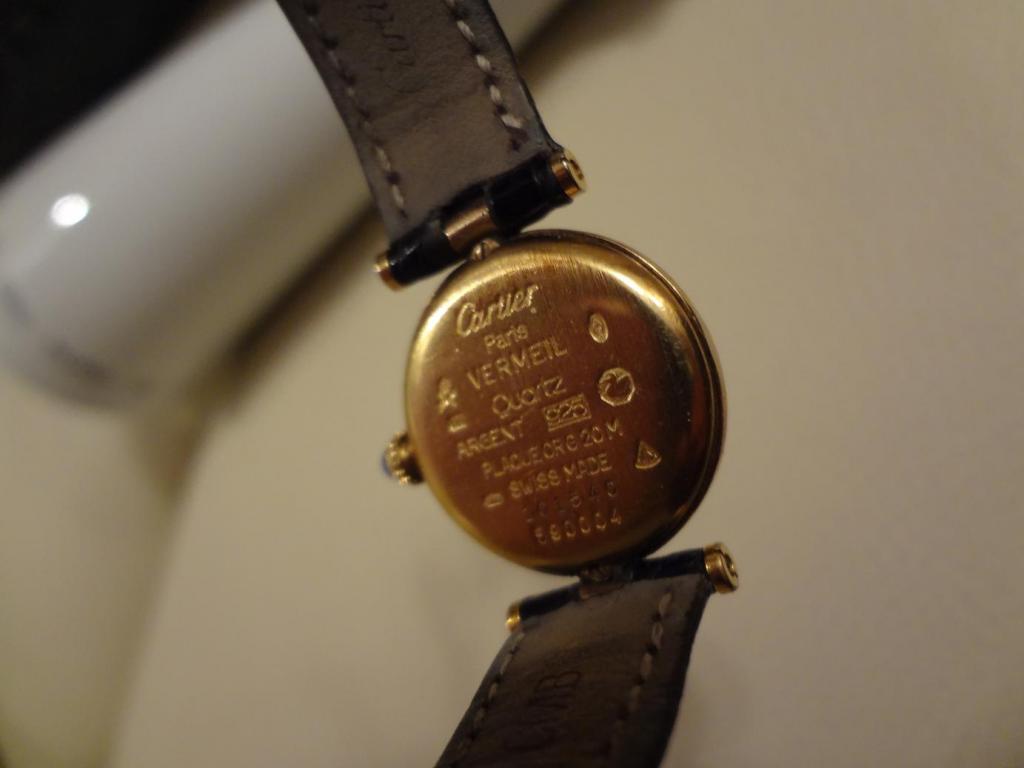 Cartier
Paris
VERMEIL
Quartz
ARGENT 925
PLAQUE OR G 20 M
SWISS MADE
590004